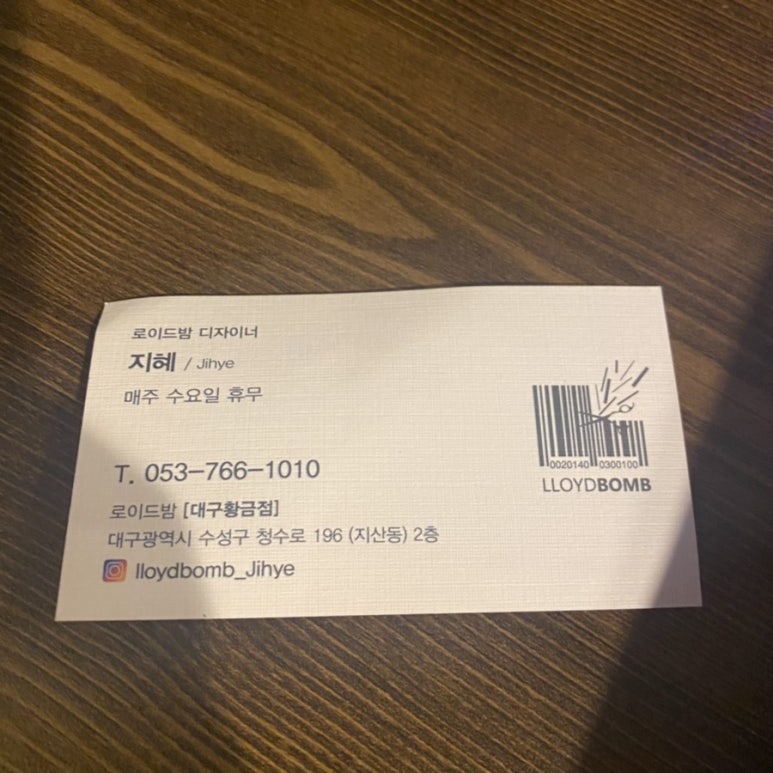 로이드밤 디자이너
지혜 / Jihye
매주 수요일 휴무
T. 053-766-1010
로이드밤 [대구황금점]
대구광역시 수성구 청수로 196 (지산동) 2층
lloydbomb_Jihye
0020140 0300100
LLOYDBOMB